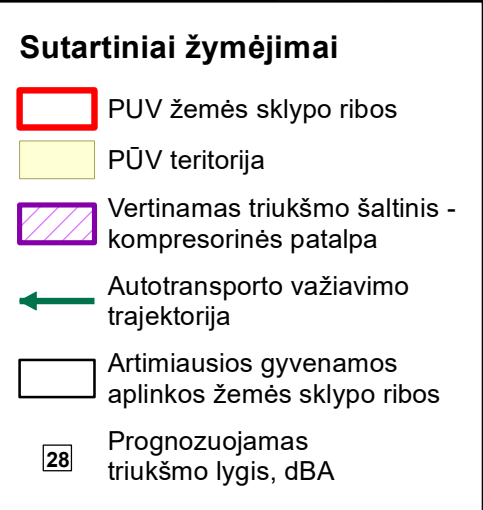 Sutartiniai žymėjimai
PUV žemės sklypo ribos
PŪV teritorija
Vertinamas triukšmo šaltinis -
kompresorinės patalpa
Autotransporto važiavimo
trajektorija
Artimiausios gyvenamos
aplinkos žemės sklypo ribos
28
Prognozuojamas
triukšmo lygis, dBA